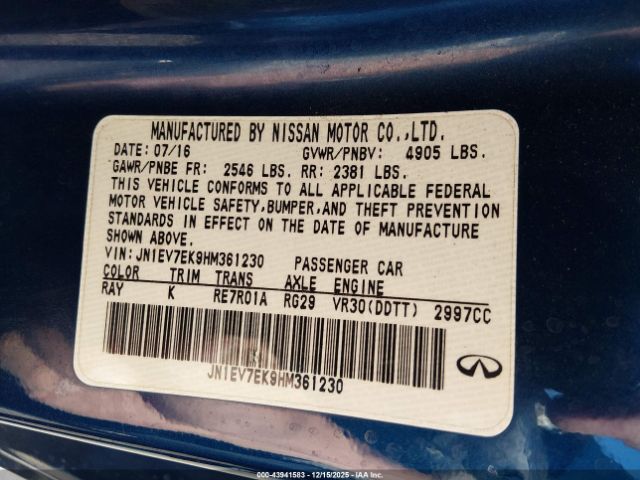 MANUFACTURED BY NISSAN MOTOR CO.,LTD.
DATE: 07/16 GVWR/PNBV: 4905 LBS.
GAWR/PNBE FR: 2546 LBS. RR: 2381 LBS.
THIS VEHICLE CONFORMS TO ALL APPLICABLE FEDERAL
MOTOR VEHICLE SAFETY,BUMPER,AND THEFT PREVENTION
STANDARDS IN EFFECT ON THE DATE OF MANUFACTURE
SHOWN ABOVE.
VIN:JN1EV7EK9HM361230 PASSENGER CAR
COLOR TRIM TRANS AXLE ENGINE
RAY K RE7R01A RG29 VR30(DDTT) 2997CC
JN1EV7EK9HM361230
00-43941583 - 12/15/2025 - IAA Inc.